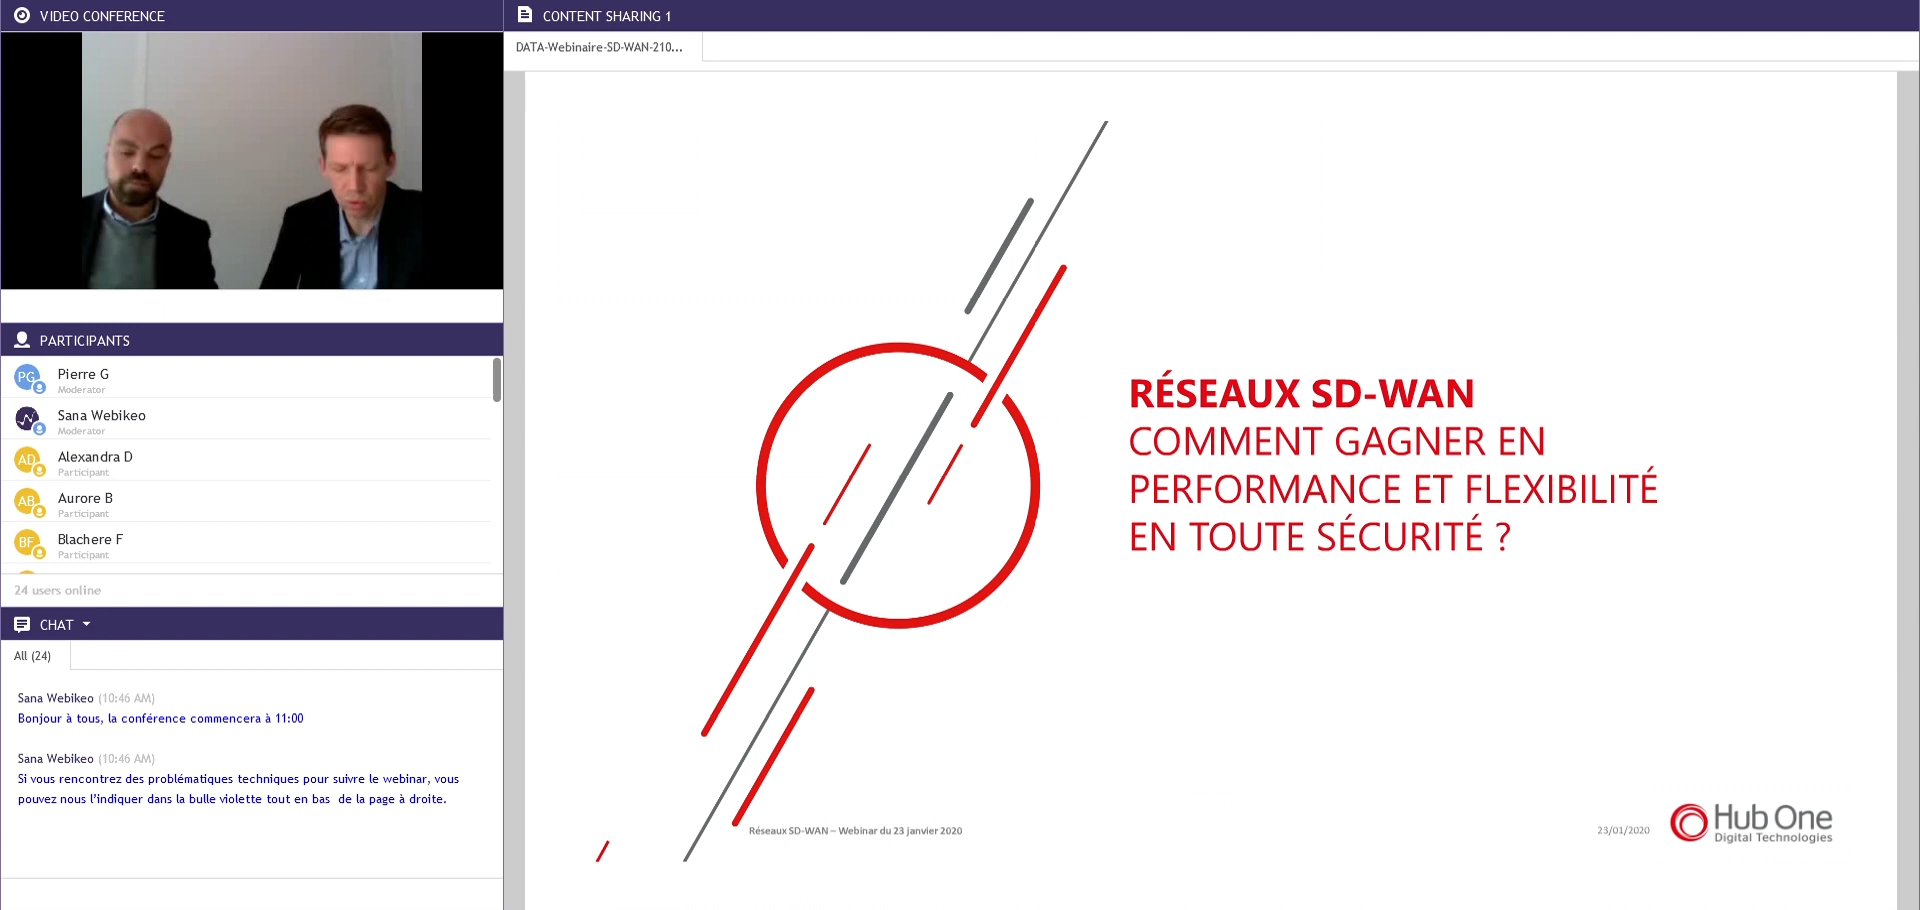 VIDEO CONFERENCE
PARTICIPANTS
PG
Pierre G
Moderator
Sana Webikeo
Moderator
AD
Alexandra D
Participant
AB
Aurore B
Participant
BF
Blachere F
Participant
24 users online
CHAT
All (24)
Sana Webikeo (10:46 AM)
Bonjour à tous, la conférence commencera à 11:00
Sana Webikeo (10:46 AM)
Si vous rencontrez des problématiques techniques pour suivre le webinar, vous
pouvez nous l'indiquer dans la bulle violette tout en bas  de la page à droite.
CONTENT SHARING 1
DATA-Webinaire-SD-WAN-210...
RÉSEAUX SD-WAN
COMMENT GAGNER EN
PERFORMANCE ET FLEXIBILITÉ
EN TOUTE SÉCURITÉ ?
Réseaux SD-WAN – Webinar du 23 janvier 2020
23/01/2020
Hub One
Digital Technologies